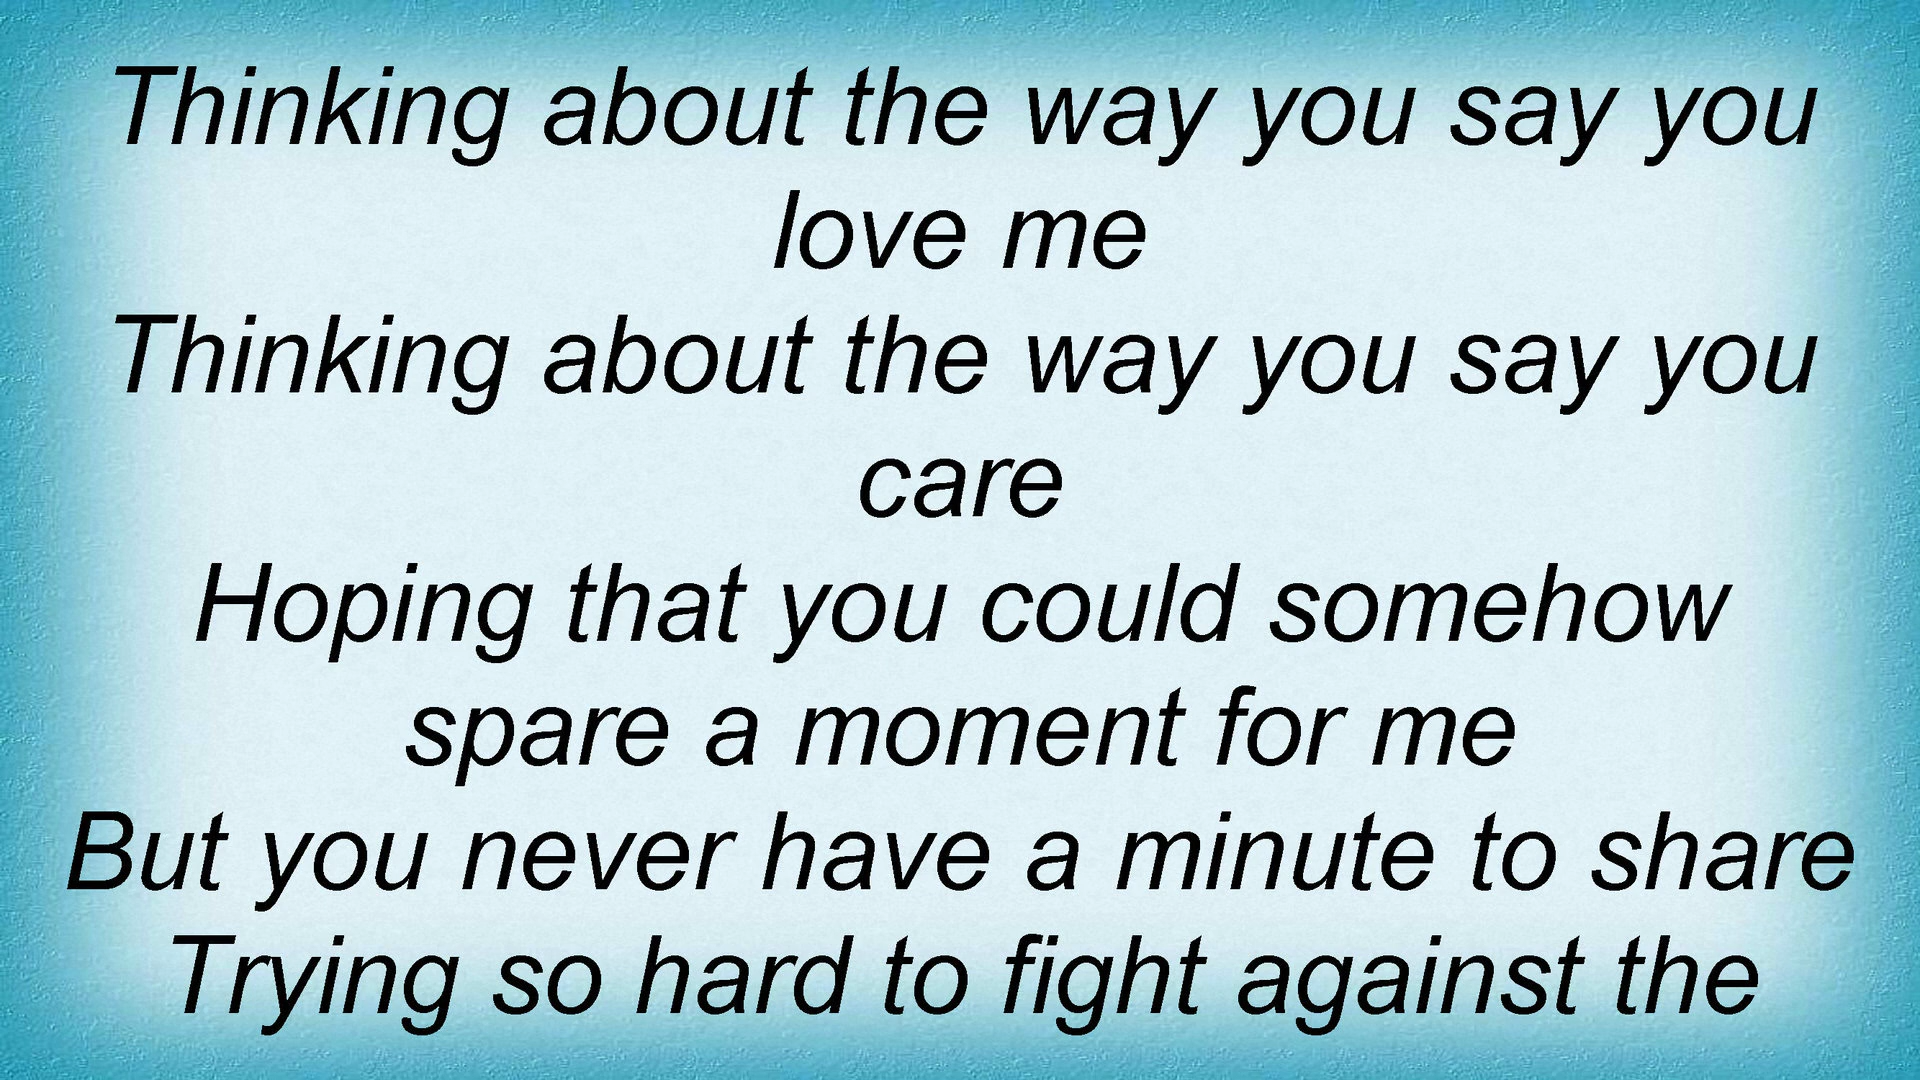 Thinking about the way you say you
love me
Thinking about the way you say you
care
Hoping that you could somehow
spare a moment for me
But you never have a minute to share
Trying so hard to fight against the